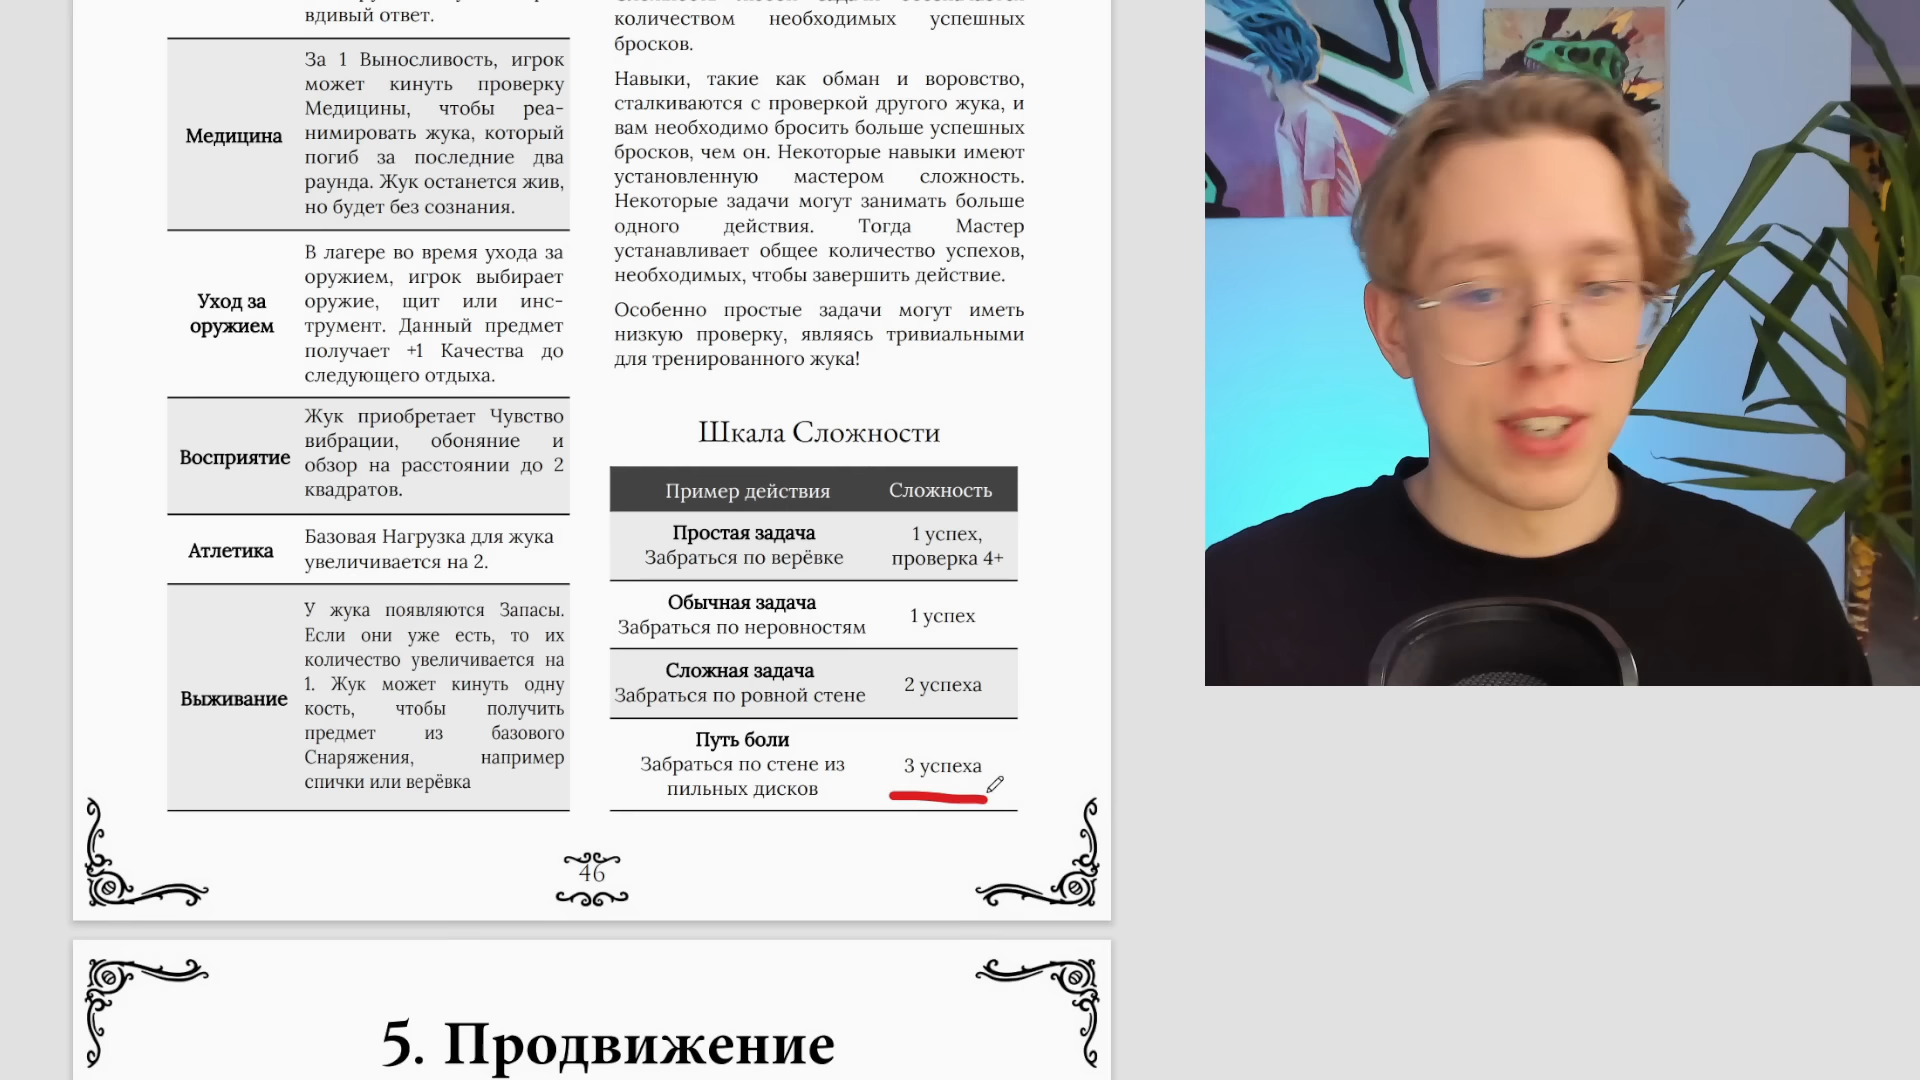 вдивый ответ.
Медицина
За 1 Выносливость, игрок
может кинуть проверку
Медицины, чтобы реа-
нимировать жука, который
погиб за последние два
раунда. Жук останется жив,
но будет без сознания.
Уход за
оружием
В лагере во время ухода за
оружием, игрок выбирает
оружие, щит или инс-
трумент. Данный предмет
получает +1 Качества до
следующего отдыха.
Восприятие
Жук приобретает Чувство
вибрации, обоняние и
обзор на расстоянии до 2
квадратов.
Атлетика
Базовая Нагрузка для жука
увеличивается на 2.
Выживание
У жука появляются Запасы.
Если они уже есть, то их
количество увеличивается на
1. Жук может кинуть одну
кость, чтобы получить
предмет из базового
Снаряжения, например
спички или верёвка
количеством необходимых успешных
бросков.
Навыки, такие как обман и воровство,
сталкиваются с проверкой другого жука, и
вам необходимо бросить больше успешных
бросков, чем он. Некоторые навыки имеют
установленную мастером сложность.
Некоторые задачи могут занимать больше
одного действия. Тогда Мастер
устанавливает общее количество успехов,
необходимых, чтобы завершить действие.
Особенно простые задачи могут иметь
низкую проверку, являясь тривиальными
для тренированного жука!
Шкала Сложности
Пример действия Сложность
Простая задача
Забраться по верёвке
1 успех,
проверка 4+
Обычная задача
Забраться по неровностям
1 успех
Сложная задача
Забраться по ровной стене
2 успеха
Путь боли
Забраться по стене из
пильных дисков
3 успеха
46
5. Продвижение